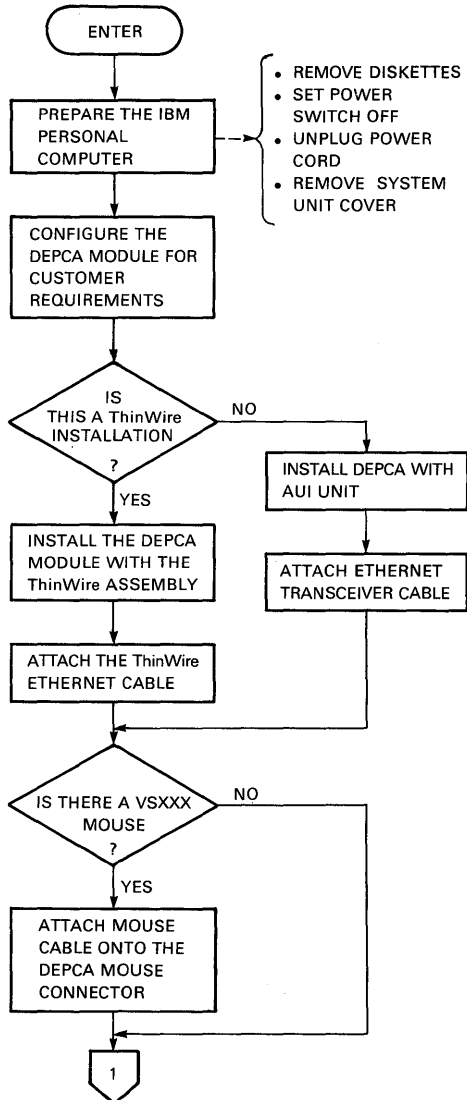 ENTER
PREPARE THE IBM
PERSONAL
COMPUTER
• REMOVE DISKETTES
• SET POWER
SWITCH OFF
• UNPLUG POWER
CORD
• REMOVE SYSTEM
UNIT COVER
CONFIGURE THE
DEPCA MODULE FOR
CUSTOMER
REQUIREMENTS
IS
THIS A ThinWire
INSTALLATION
?
NO
YES
INSTALL DEPCA WITH
AUI UNIT
INSTALL THE DEPCA
MODULE WITH THE
ThinWire ASSEMBLY
ATTACH ETHERNET
TRANSCEIVER CABLE
ATTACH THE ThinWire
ETHERNET CABLE
IS THERE A VSXXX
MOUSE
?
NO
YES
ATTACH MOUSE
CABLE ONTO THE
DEPCA MOUSE
CONNECTOR
1